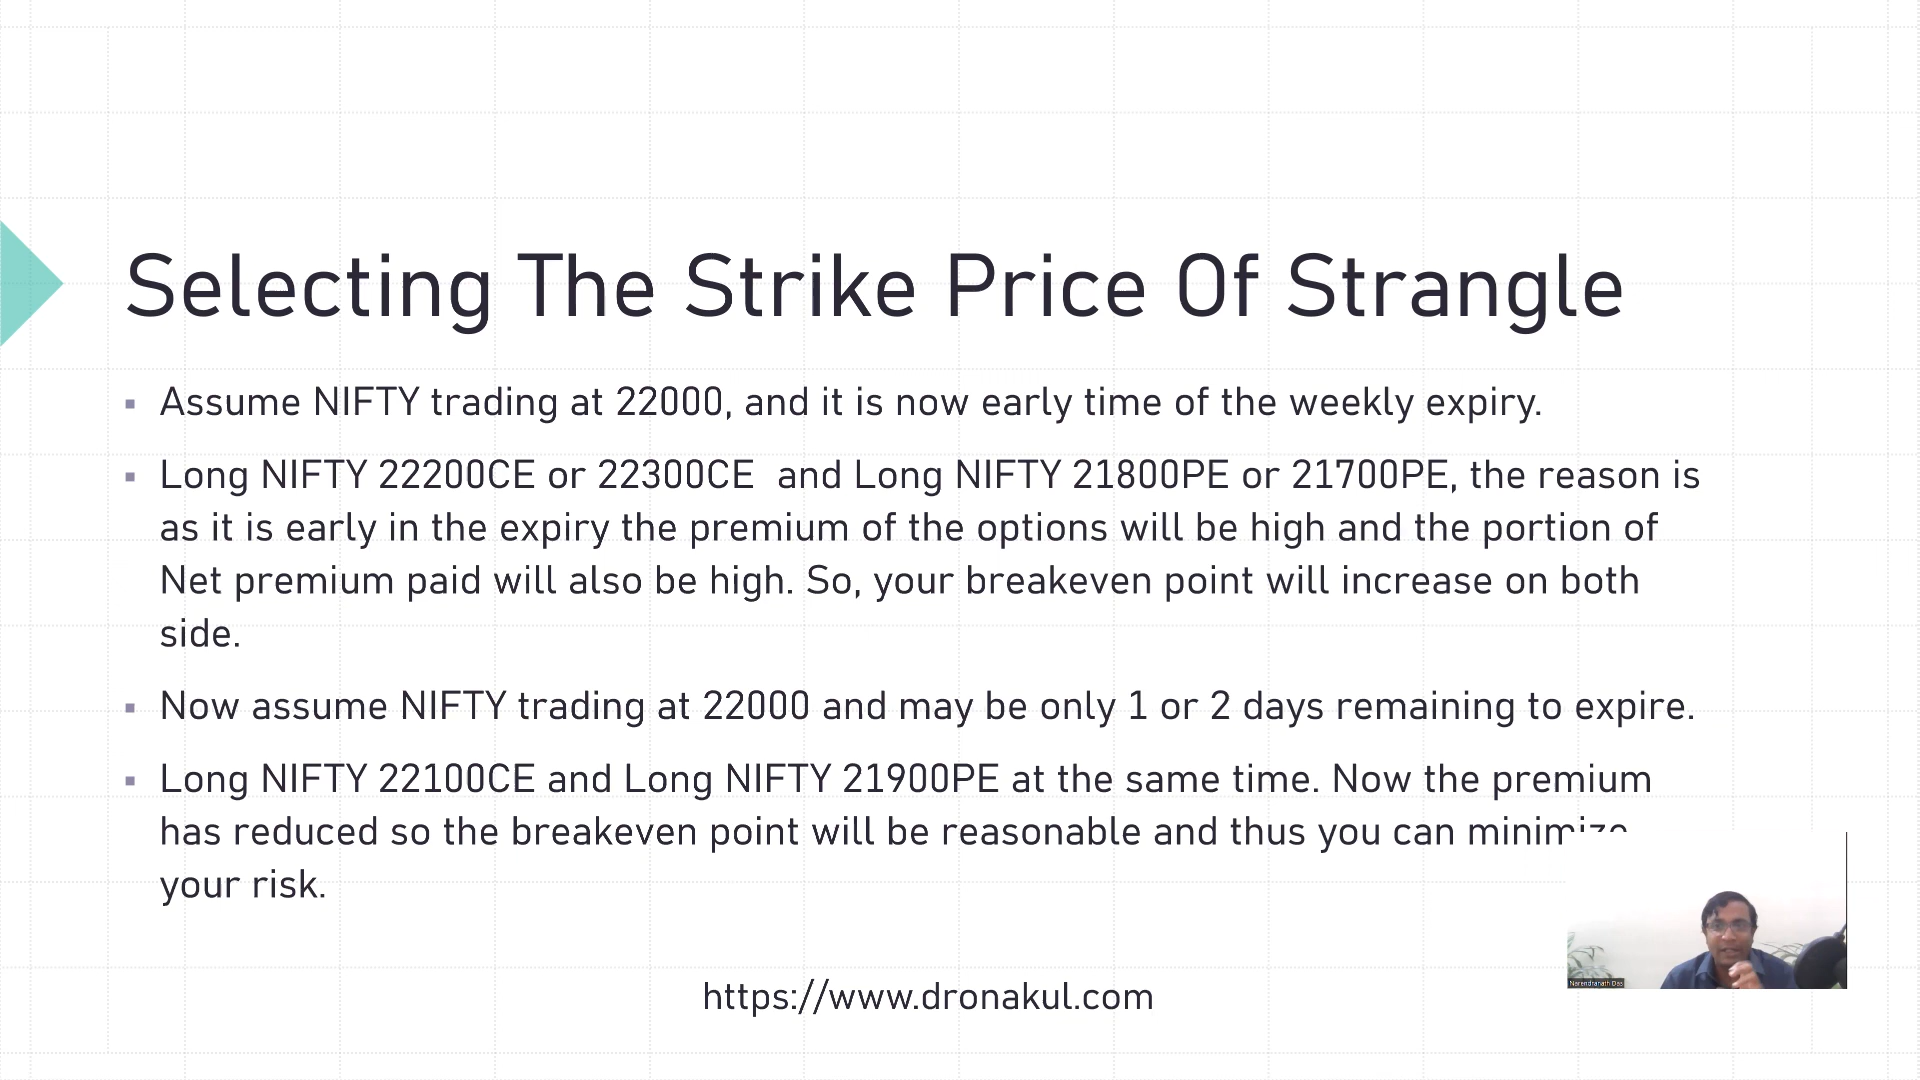 Selecting The Strike Price Of Strangle
Assume NIFTY trading at 22000, and it is now early time of the weekly expiry.
Long NIFTY 22200CE or 22300CE and Long NIFTY 21800PE or 21700PE, the reason is
as it is early in the expiry the premium of the options will be high and the portion of
Net premium paid will also be high. So, your breakeven point will increase on both
side.
Now assume NIFTY trading at 22000 and may be only 1 or 2 days remaining to expire.
Long NIFTY 22100CE and Long NIFTY 21900PE at the same time. Now the premium
has reduced so the breakeven point will be reasonable and thus you can minimize
your risk.
Narendranath Das
https://www.dronakul.com